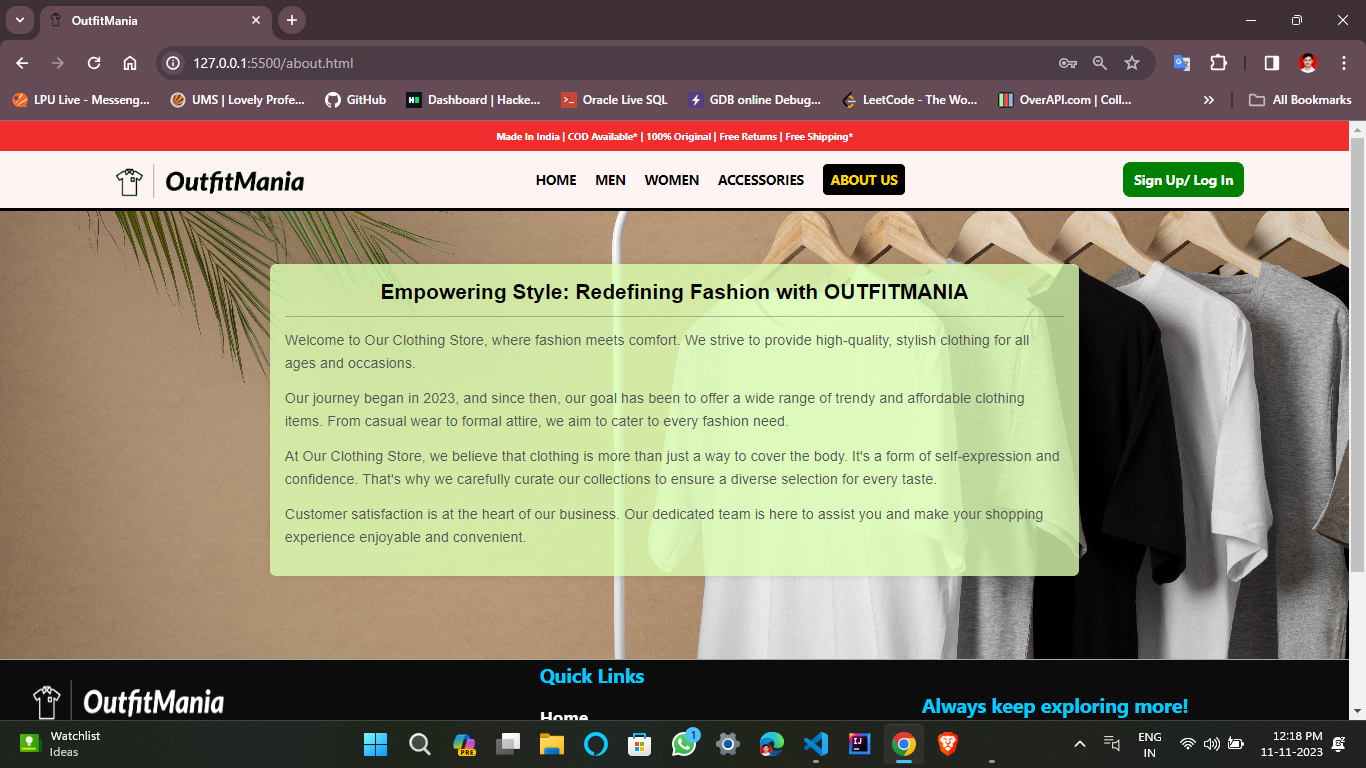 OutfitMania
127.0.0.1:5500/about.html
LPU Live - Messeng...
UMS | Lovely Profe...
GitHub
Dashboard | Hacke...
Oracle Live SQL
GDB online Debug...
LeetCode - The Wo...
OverAPI.com | Coll...
All Bookmarks
Made In India | COD Available* | 100% Original | Free Returns | Free Shipping*
OutfitMania
HOME
MEN
WOMEN
ACCESSORIES
ABOUT US
Sign Up/ Log In
Empowering Style: Redefining Fashion with OUTFITMANIA
Welcome to Our Clothing Store, where fashion meets comfort. We strive to provide high-quality, stylish clothing for all
ages and occasions.
Our journey began in 2023, and since then, our goal has been to offer a wide range of trendy and affordable clothing
items. From casual wear to formal attire, we aim to cater to every fashion need.
At Our Clothing Store, we believe that clothing is more than just a way to cover the body. It's a form of self-expression and
confidence. That's why we carefully curate our collections to ensure a diverse selection for every taste.
Customer satisfaction is at the heart of our business. Our dedicated team is here to assist you and make your shopping
experience enjoyable and convenient.
OutfitMania
Quick Links
Home
Always keep exploring more!
Watchlist
Ideas
PRE
1
ENG
IN
12:18 PM
11-11-2023